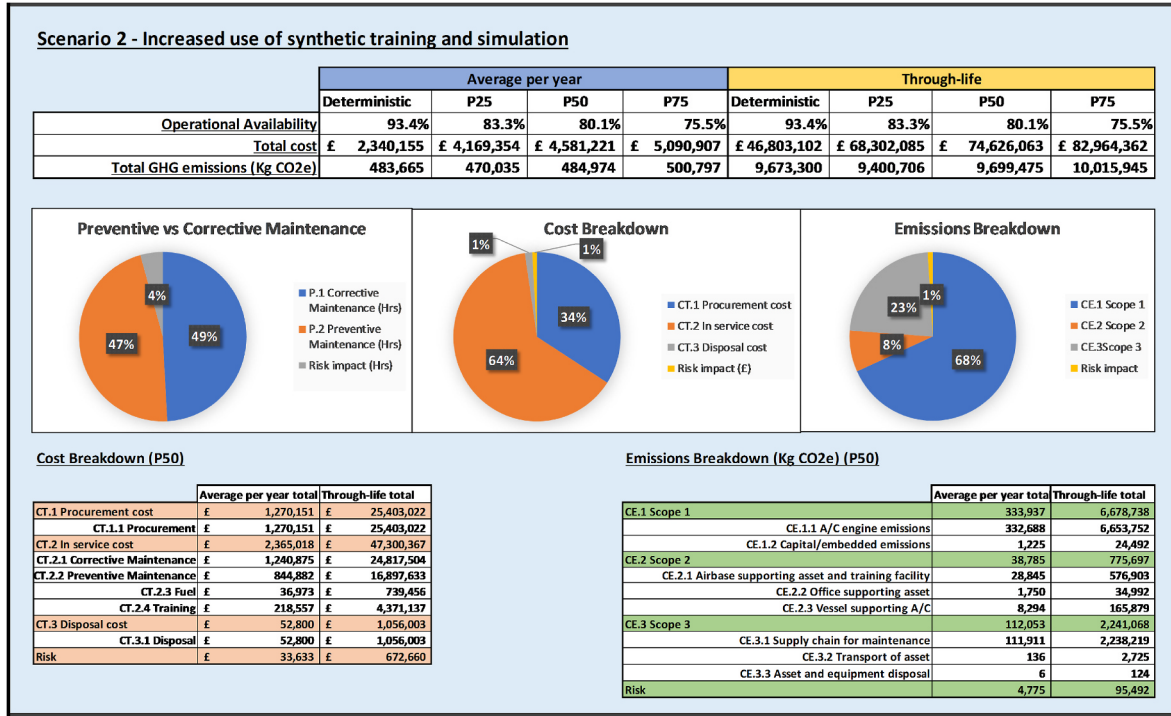 Scenario 2 - Increased use of synthetic training and simulation
Average per year Through-life
Deterministic P25 P50 P75 Deterministic P25 P50 P75
Operational Availability 93.4% 83.3% 80.1% 75.5% 93.4% 83.3% 80.1% 75.5%
Total cost £ 2,340,155 £ 4,169,354 £ 4,581,221 £ 5,090,907 £ 46,803,102 £ 68,302,085 £ 74,626,063 £ 82,964,362
Total GHG emissions (Kg CO2e) 483,665 470,035 484,974 500,797 9,673,300 9,400,706 9,699,475 10,015,945
Preventive vs Corrective Maintenance
4%
47%
49%
P.1 Corrective
Maintenance (Hrs)
P.2 Preventive
Maintenance (Hrs)
Risk impact (Hrs)
Cost Breakdown
1%
1%
34%
64%
CT.1 Procurement cost
CT.2 In service cost
CT.3 Disposal cost
Risk impact (£)
Emissions Breakdown
1%
23%
8%
68%
CE.1 Scope 1
CE.2 Scope 2
CE.3Scope 3
Risk impact
Cost Breakdown (P50)
Average per year total Through-life total
CT.1 Procurement cost £ 1,270,151 £ 25,403,022
CT.1.1 Procurement £ 1,270,151 £ 25,403,022
CT.2 In service cost £ 2,365,018 £ 47,300,367
CT.2.1 Corrective Maintenance £ 1,240,875 £ 24,817,504
CT.2.2 Preventive Maintenance £ 844,882 £ 16,897,633
CT.2.3 Fuel £ 36,973 £ 739,456
CT.2.4 Training £ 218,557 £ 4,371,137
CT.3 Disposal cost £ 52,800 £ 1,056,003
CT.3.1 Disposal £ 52,800 £ 1,056,003
Risk £ 33,633 £ 672,660
Emissions Breakdown (Kg CO2e) (P50)
Average per year total Through-life total
CE.1 Scope 1 333,937 6,678,738
CE.1.1 A/C engine emissions 332,688 6,653,752
CE.1.2 Capital/embedded emissions 1,225 24,492
CE.2 Scope 2 38,785 775,697
CE.2.1 Airbase supporting asset and training facility 28,845 576,903
CE.2.2 Office supporting asset 1,750 34,992
CE.2.3 Vessel supporting A/C 8,294 165,879
CE.3 Scope 3 112,053 2,241,068
CE.3.1 Supply chain for maintenance 111,911 2,238,219
CE.3.2 Transport of asset 136 2,725
CE.3.3 Asset and equipment disposal 6 124
Risk 4,775 95,492